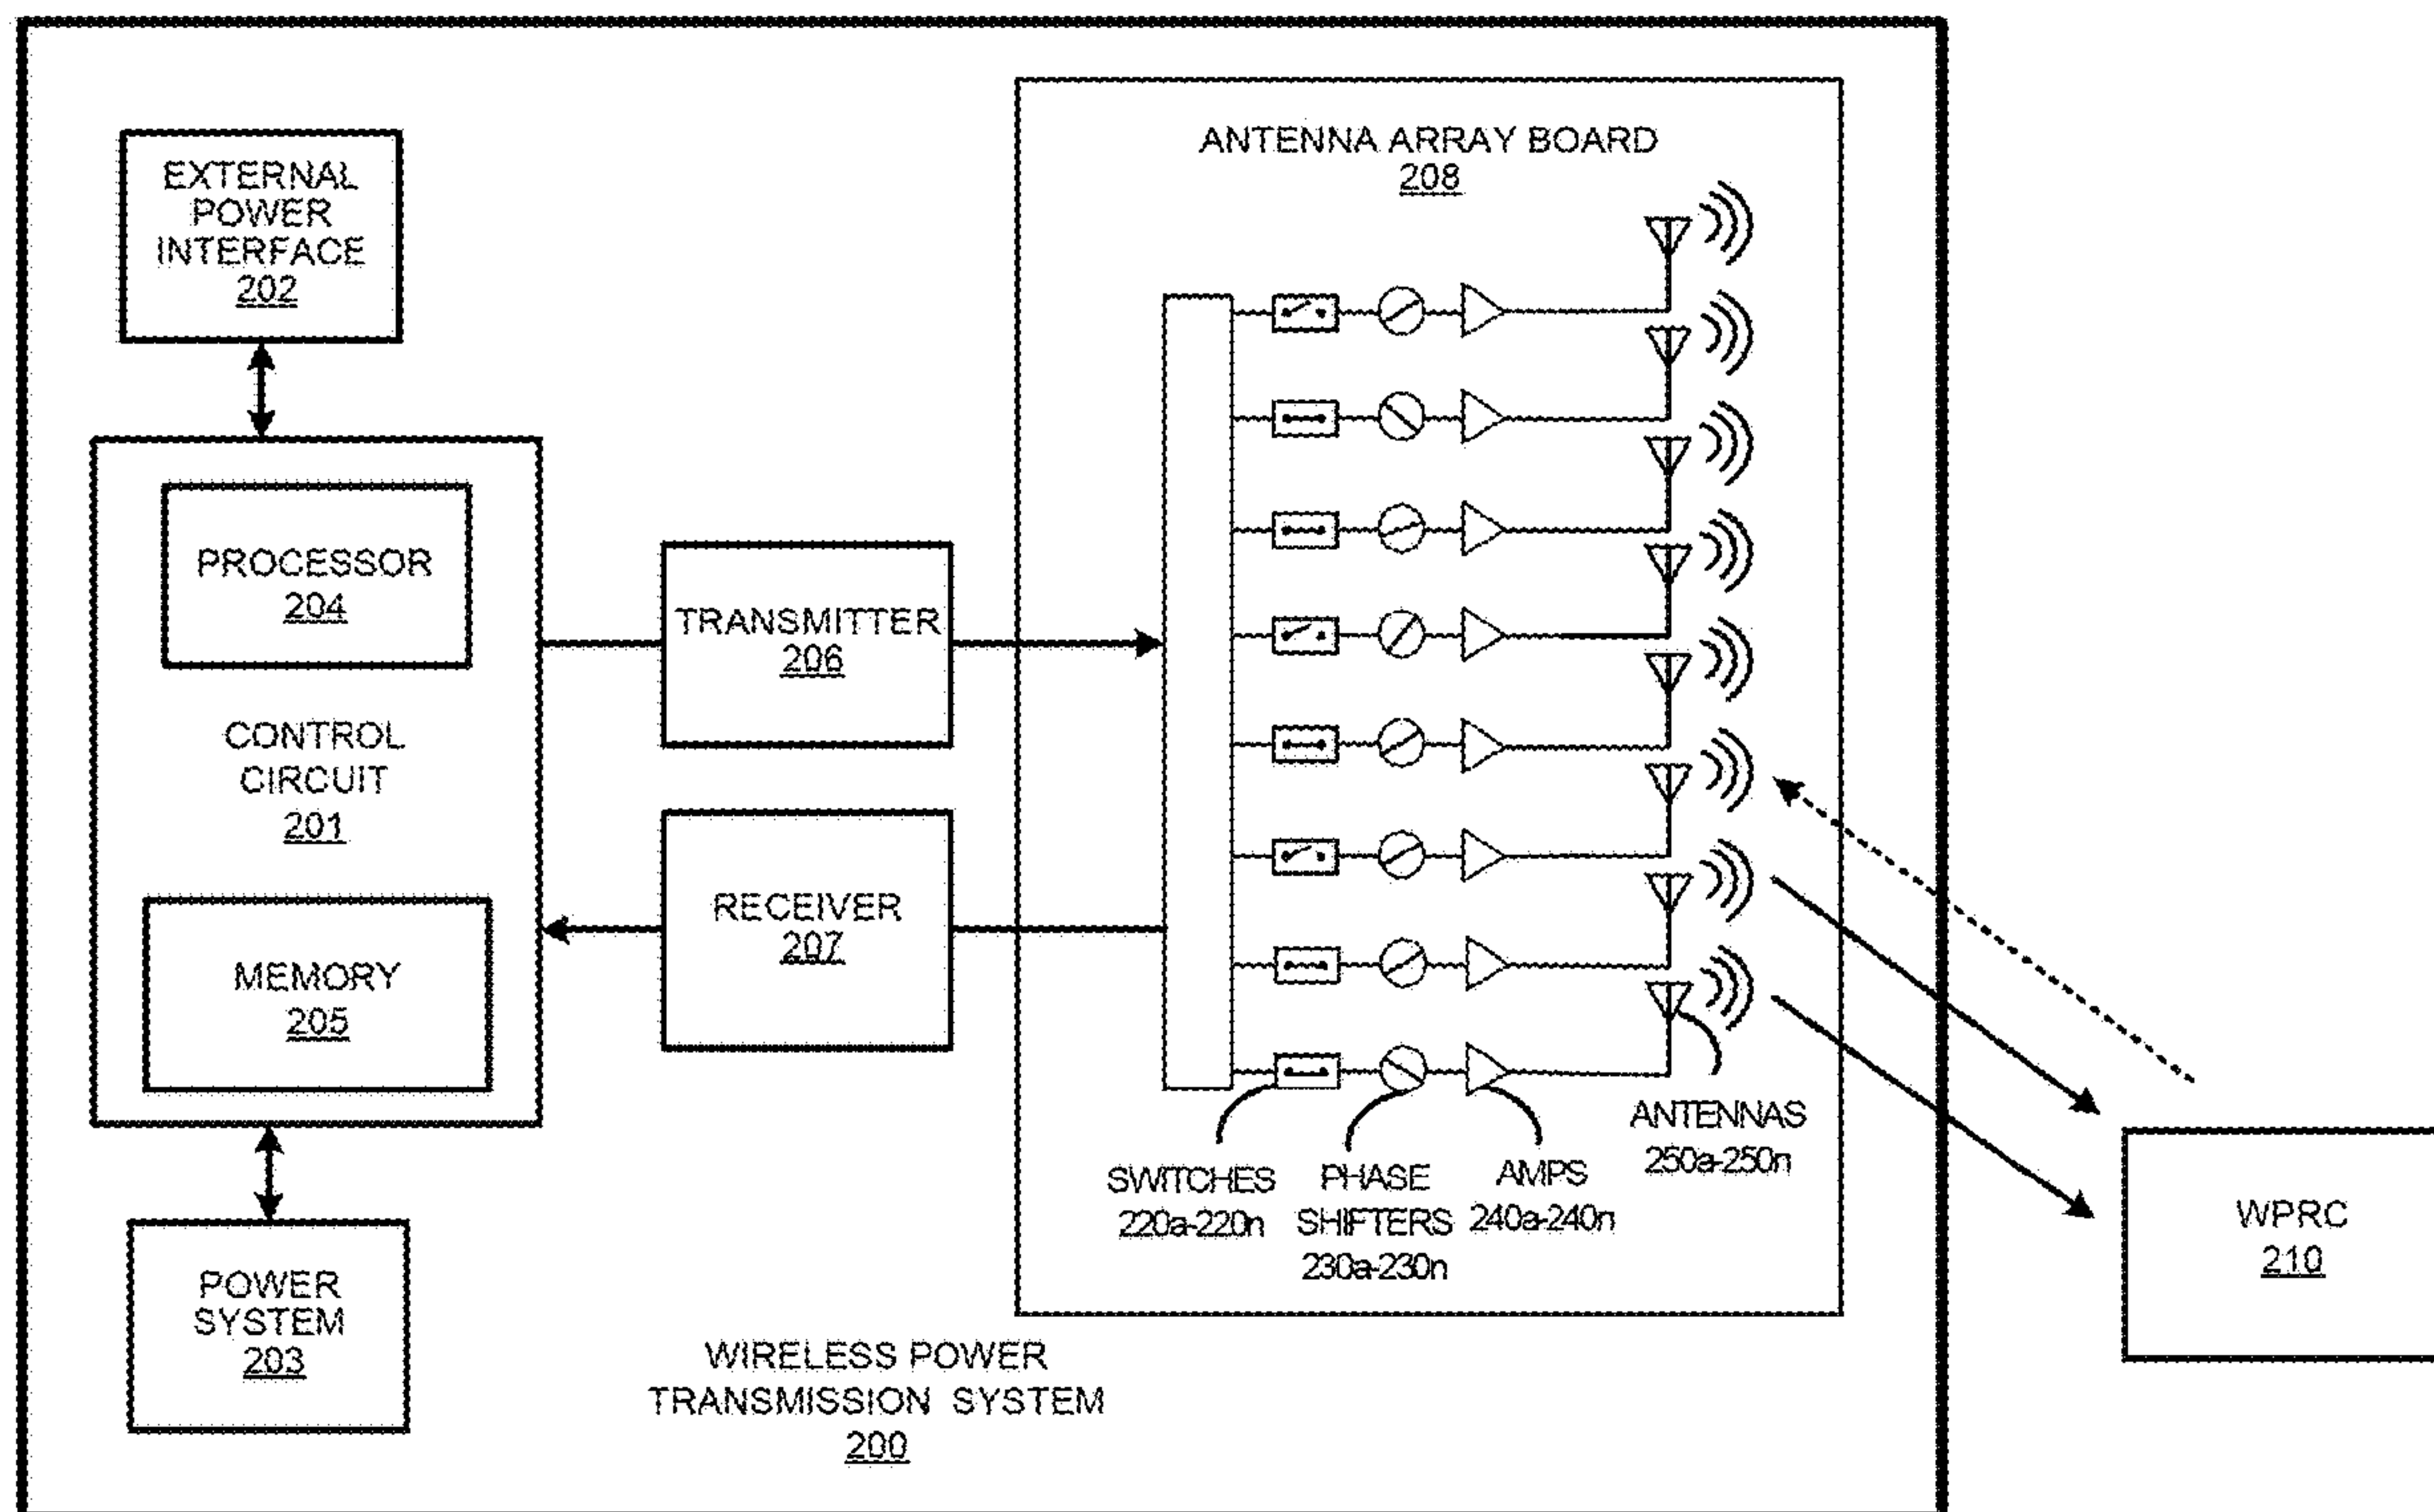 EXTERNAL
POWER
INTERFACE
202
PROCESSOR
204
CONTROL
CIRCUIT
201
MEMORY
205
POWER
SYSTEM
203
TRANSMITTER
206
RECEIVER
207
ANTENNA ARRAY BOARD
208
SWITCHES
220a-220n
PHASE
SHIFTERS
230a-230n
AMPS
240a-240n
ANTENNAS
250a-250n
WIRELESS POWER
TRANSMISSION SYSTEM
200
WPRC
210